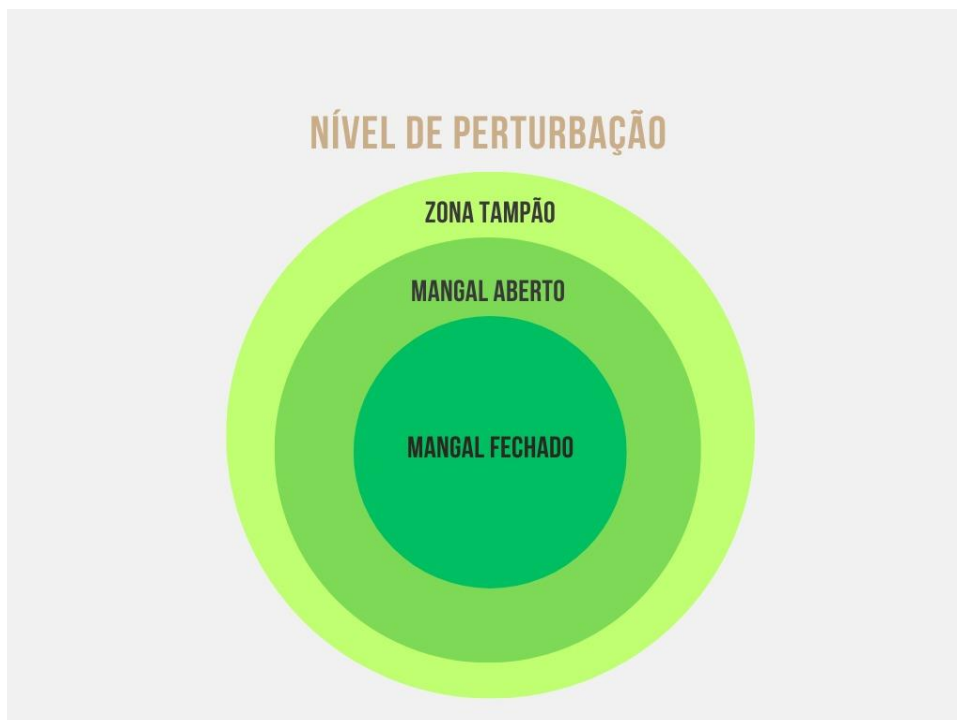 NÍVEL DE PERTURBAÇÃO
ZONA TAMPÃO
MANGAL ABERTO
MANGAL FECHADO